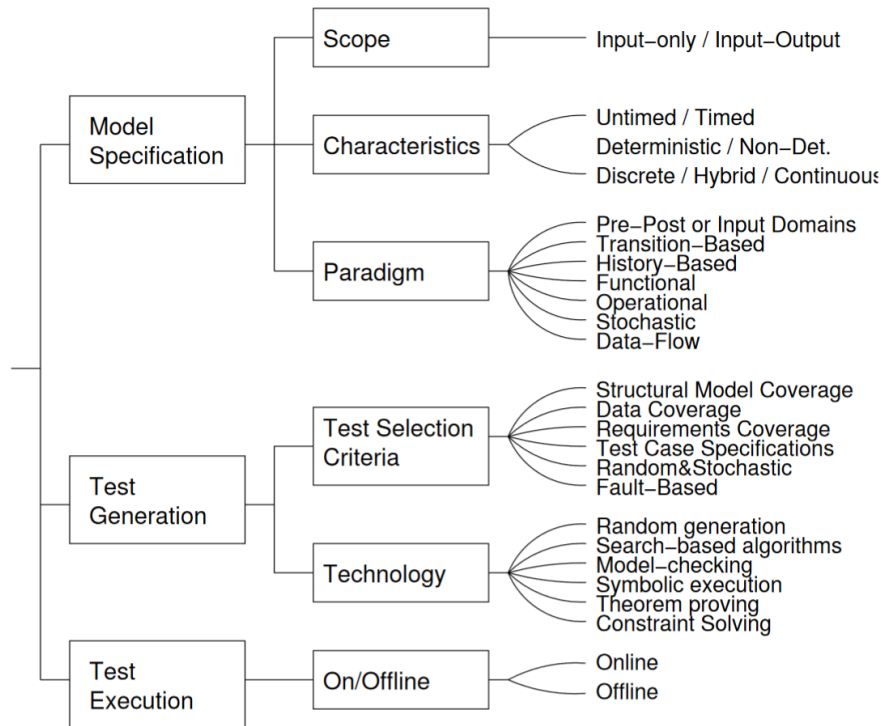 Scope
Input-only / Input-Output
Model
Specification
Characteristics
Untimed / Timed
Deterministic / Non-Det.
Discrete / Hybrid / Continuous
Paradigm
Pre-Post or Input Domains
Transition-Based
History-Based
Functional
Operational
Stochastic
Data-Flow
Test
Generation
Test Selection
Criteria
Structural Model Coverage
Data Coverage
Requirements Coverage
Test Case Specifications
Random&Stochastic
Fault-Based
Technology
Random generation
Search-based algorithms
Model-checking
Symbolic execution
Theorem proving
Constraint Solving
Test
Execution
On/Offline
Online
Offline